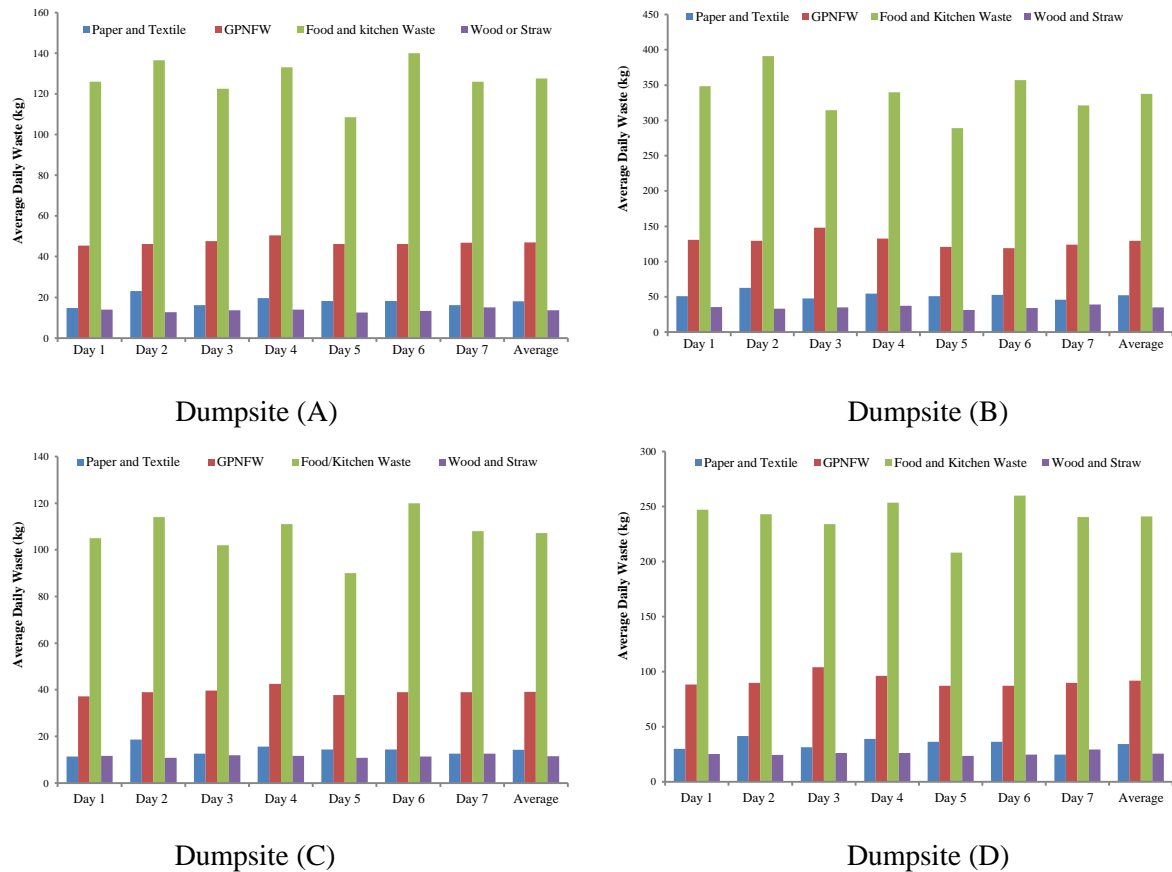 Paper and Textile GPNFW Food and kitchen Waste Wood or Straw
Average Daily Waste (kg)
160
140
120
100
80
60
40
20
0
Day 1 Day 2 Day 3 Day 4 Day 5 Day 6 Day 7 Average
Dumpsite (A)
Paper and Textile GPNFW Food and Kitchen Waste Wood and Straw
Average Daily Waste (kg)
450
400
350
300
250
200
150
100
50
0
Day 1 Day 2 Day 3 Day 4 Day 5 Day 6 Day 7 Average
Dumpsite (B)
Paper and Textile GPNFW Food/Kitchen Waste Wood and Straw
Average Daily Waste (kg)
140
120
100
80
60
40
20
0
Day 1 Day 2 Day 3 Day 4 Day 5 Day 6 Day 7 Average
Dumpsite (C)
Paper and Textile GPNFW Food and Kitchen Waste Wood and Straw
Average Daily Waste (kg)
300
250
200
150
100
50
0
Day 1 Day 2 Day 3 Day 4 Day 5 Day 6 Day 7 Average
Dumpsite (D)